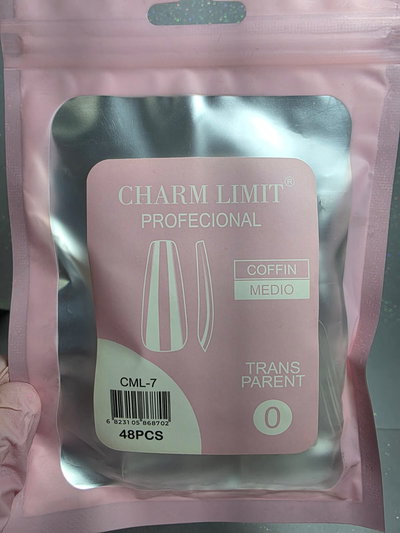 CHARM LIMIT®
PROFECIONAL
COFFIN
MEDIO
TRANS
PARENT
0
CML-7
6 823105 868702
48PCS